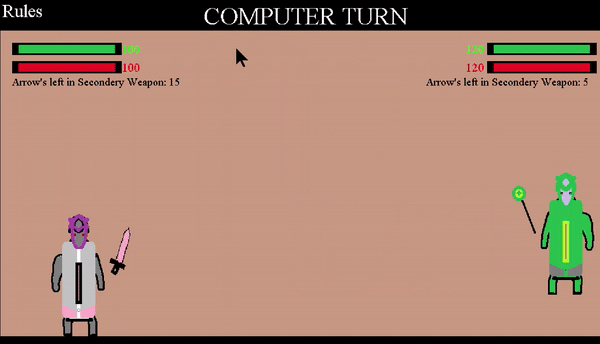 Rules
COMPUTER TURN
100
120
Arrow's left in Secondery Weapon: 15
Arrow's left in Secondery Weapon: 5